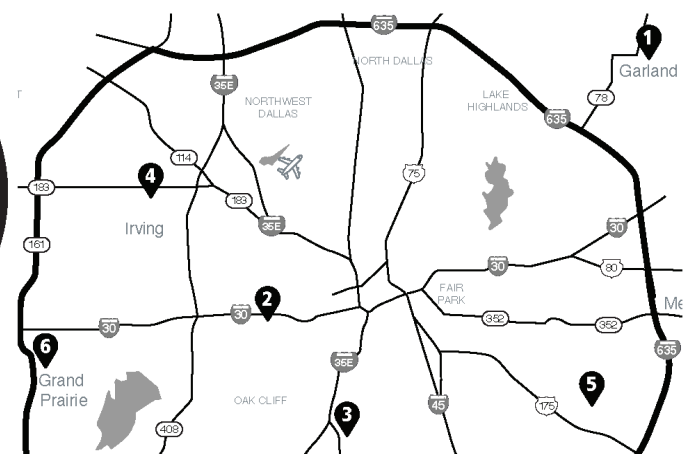 635
1
NORTH DALLAS
Garland
35E
78
NORTHWEST
DALLAS
LAKE
HIGHLANDS
635
114
75
183
4
183
Irving
35E
30
161
30
80
FAIR
PARK
2
30
30
352
352
Me
6
635
35E
Grand
Prairie
5
OAK CLIFF
45
175
3
408